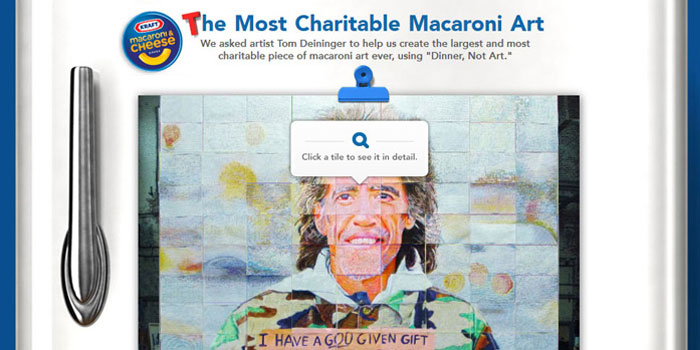 KRAFT
macaroni &
CHEESE
The Most Charitable Macaroni Art
We asked artist Tom Deininger to help us create the largest and most
charitable piece of macaroni art ever, using "Dinner, Not Art."
Click a tile to see it in detail.
I HAVE A GOD GIVEN GIFT